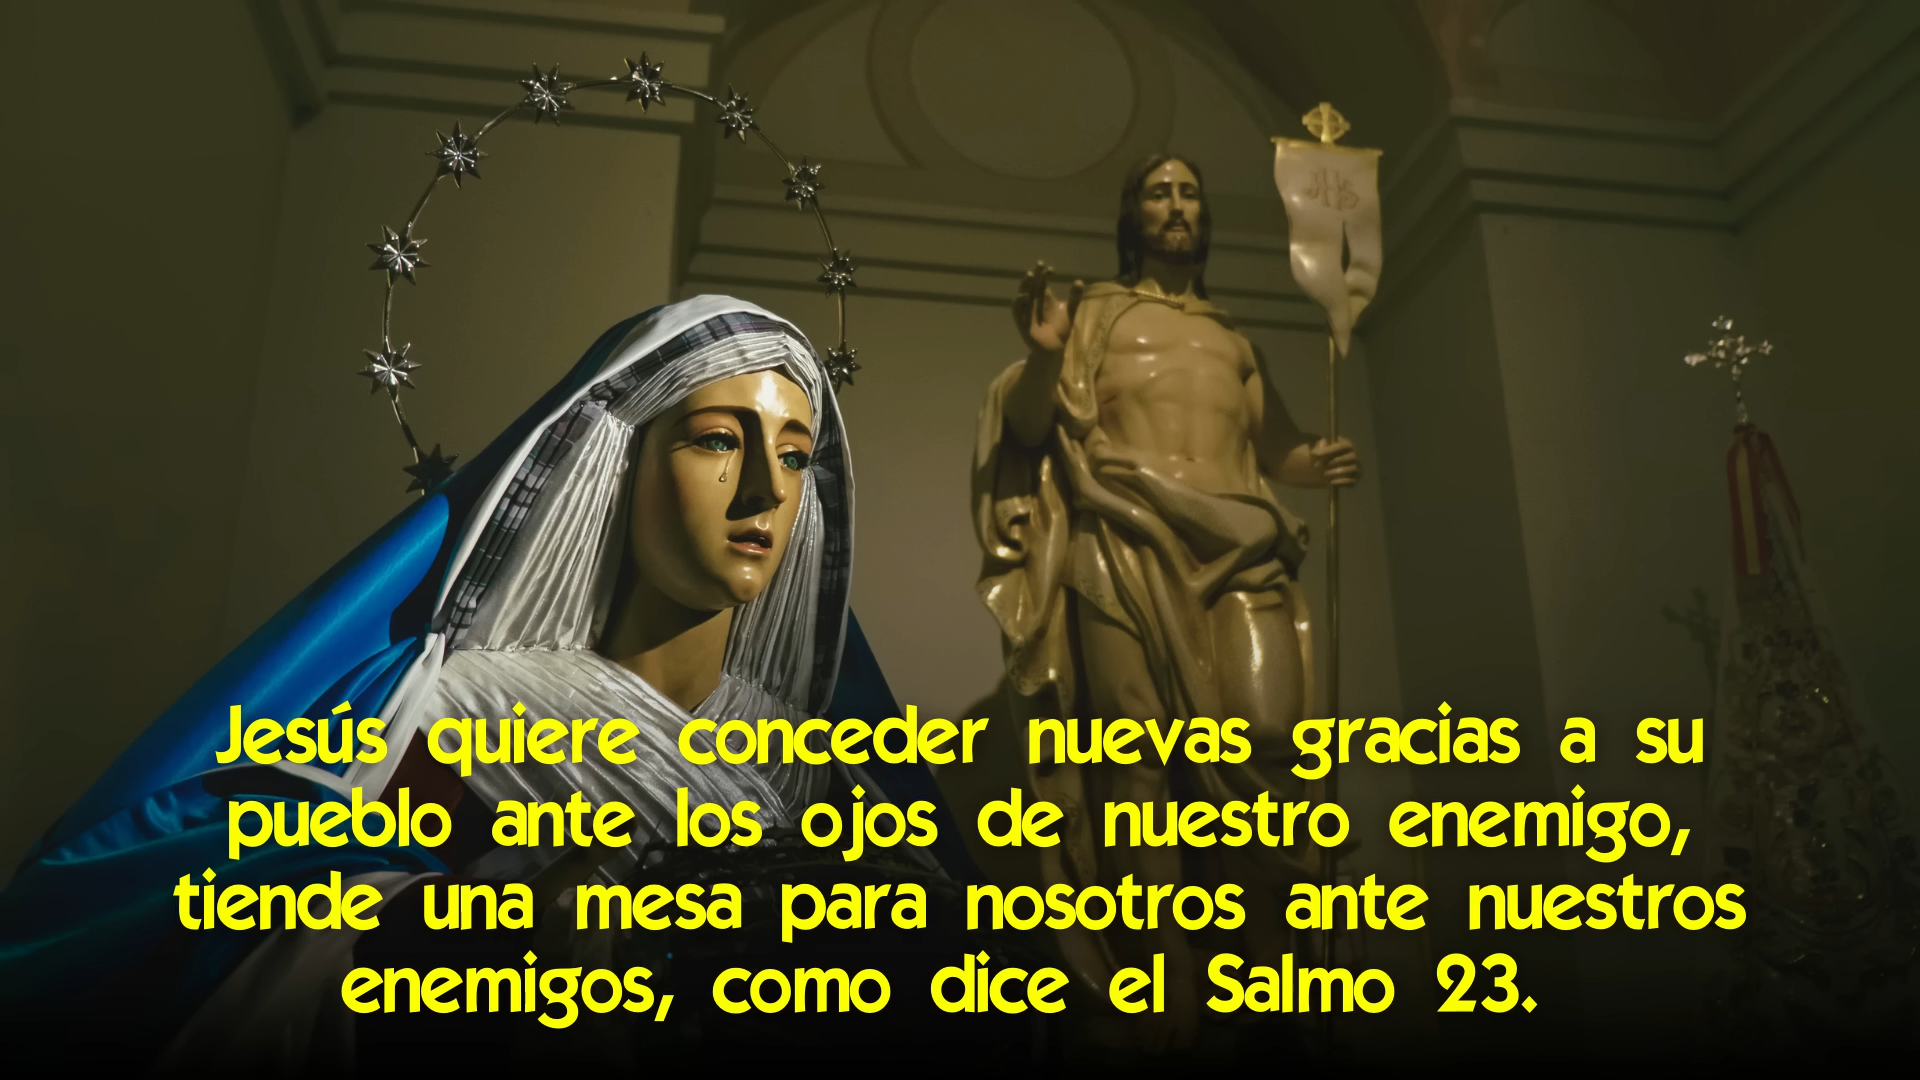 Jesús quiere conceder nuevas gracias a su
pueblo ante los ojos de nuestro enemigo,
tiende una mesa para nosotros ante nuestros
enemigos, como dice el Salmo 23.